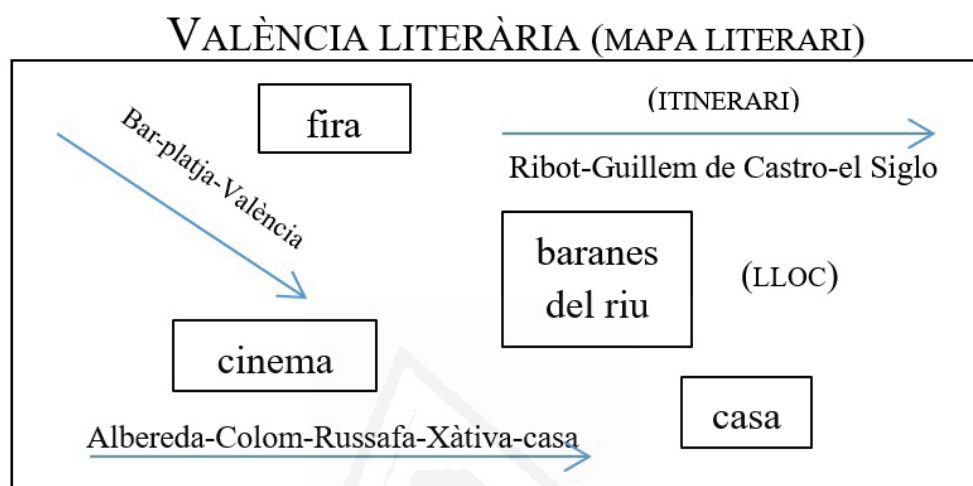 VALÈNCIA LITERÀRIA (MAPA LITERARI)
fira
(ITINERARI)
Bar-platja-València
Ribot-Guillem de Castro-el Siglo
baranes
del riu
(LLOC)
cinema
casa
Albereda-Colom-Russafa-Xàtiva-casa